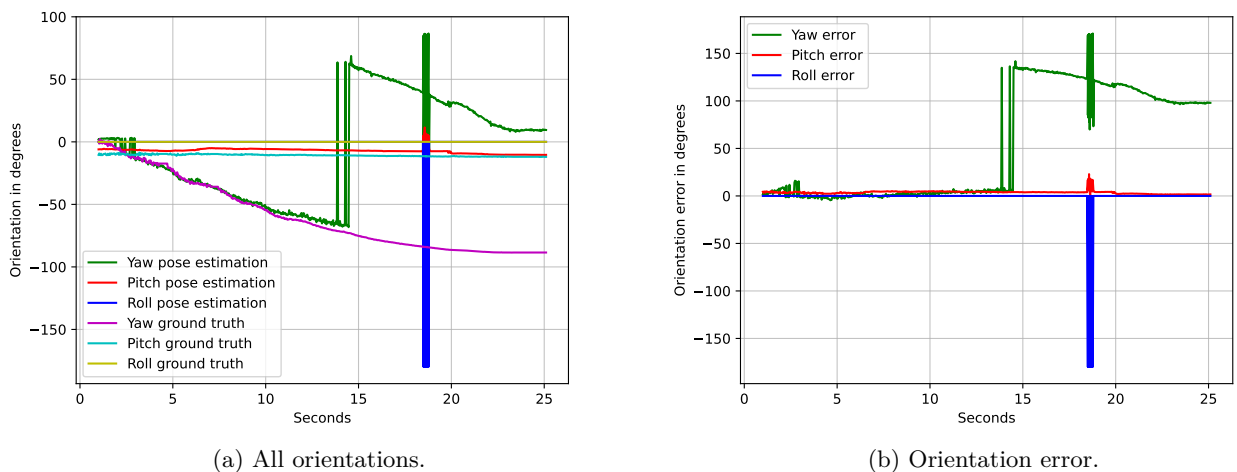 100
50
0
−50
−100
−150
0
5
10
15
20
25
Orientation in degrees
Seconds
Yaw pose estimation
Pitch pose estimation
Roll pose estimation
Yaw ground truth
Pitch ground truth
Roll ground truth
(a) All orientations.
150
100
50
0
−50
−100
−150
0
5
10
15
20
25
Orientation error in degrees
Seconds
Yaw error
Pitch error
Roll error
(b) Orientation error.